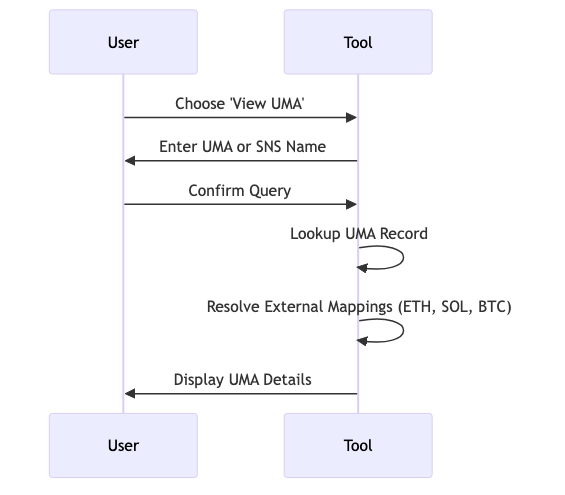 User
Tool
Choose 'View UMA'
Enter UMA or SNS Name
Confirm Query
Lookup UMA Record
Resolve External Mappings (ETH, SOL, BTC)
Display UMA Details
User
Tool